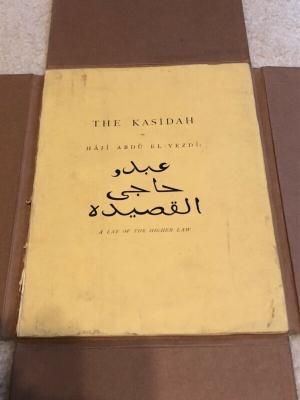 THE KASÎDAH
OF
HÂJÎ ABDÛ EL-YEZDÎ:
عبدو
حاجى
القصيده
A LAY OF THE HIGHER LAW